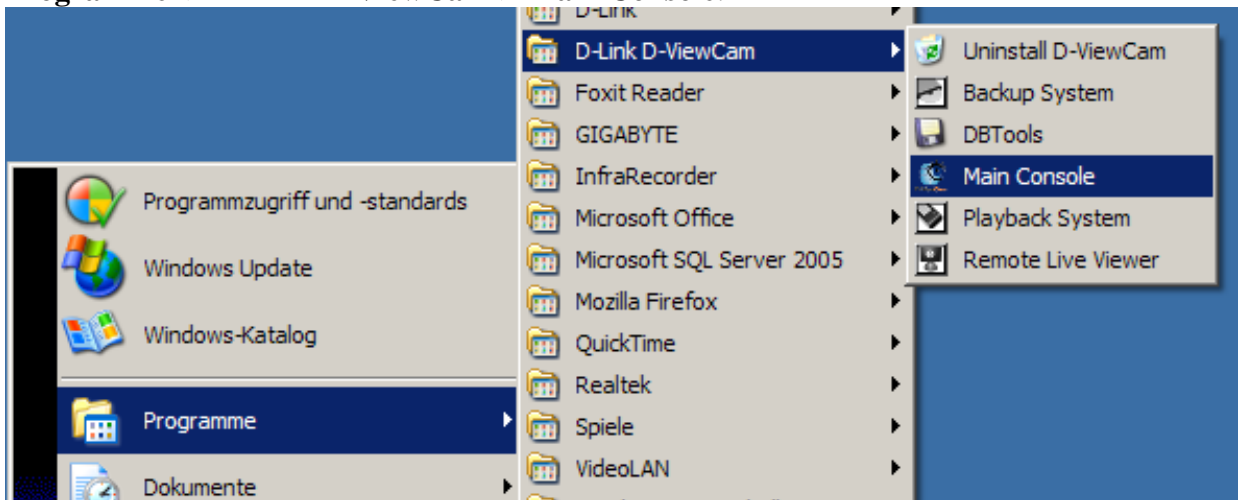 D-Link
D-Link D-ViewCam
Foxit Reader
GIGABYTE
InfraRecorder
Microsoft Office
Microsoft SQL Server 2005
Mozilla Firefox
QuickTime
Realtek
Spiele
VideoLAN
Uninstall D-ViewCam
Backup System
DBTools
Main Console
Playback System
Remote Live Viewer
Programmzugriff und -standards
Windows Update
Windows-Katalog
Programme
Dokumente